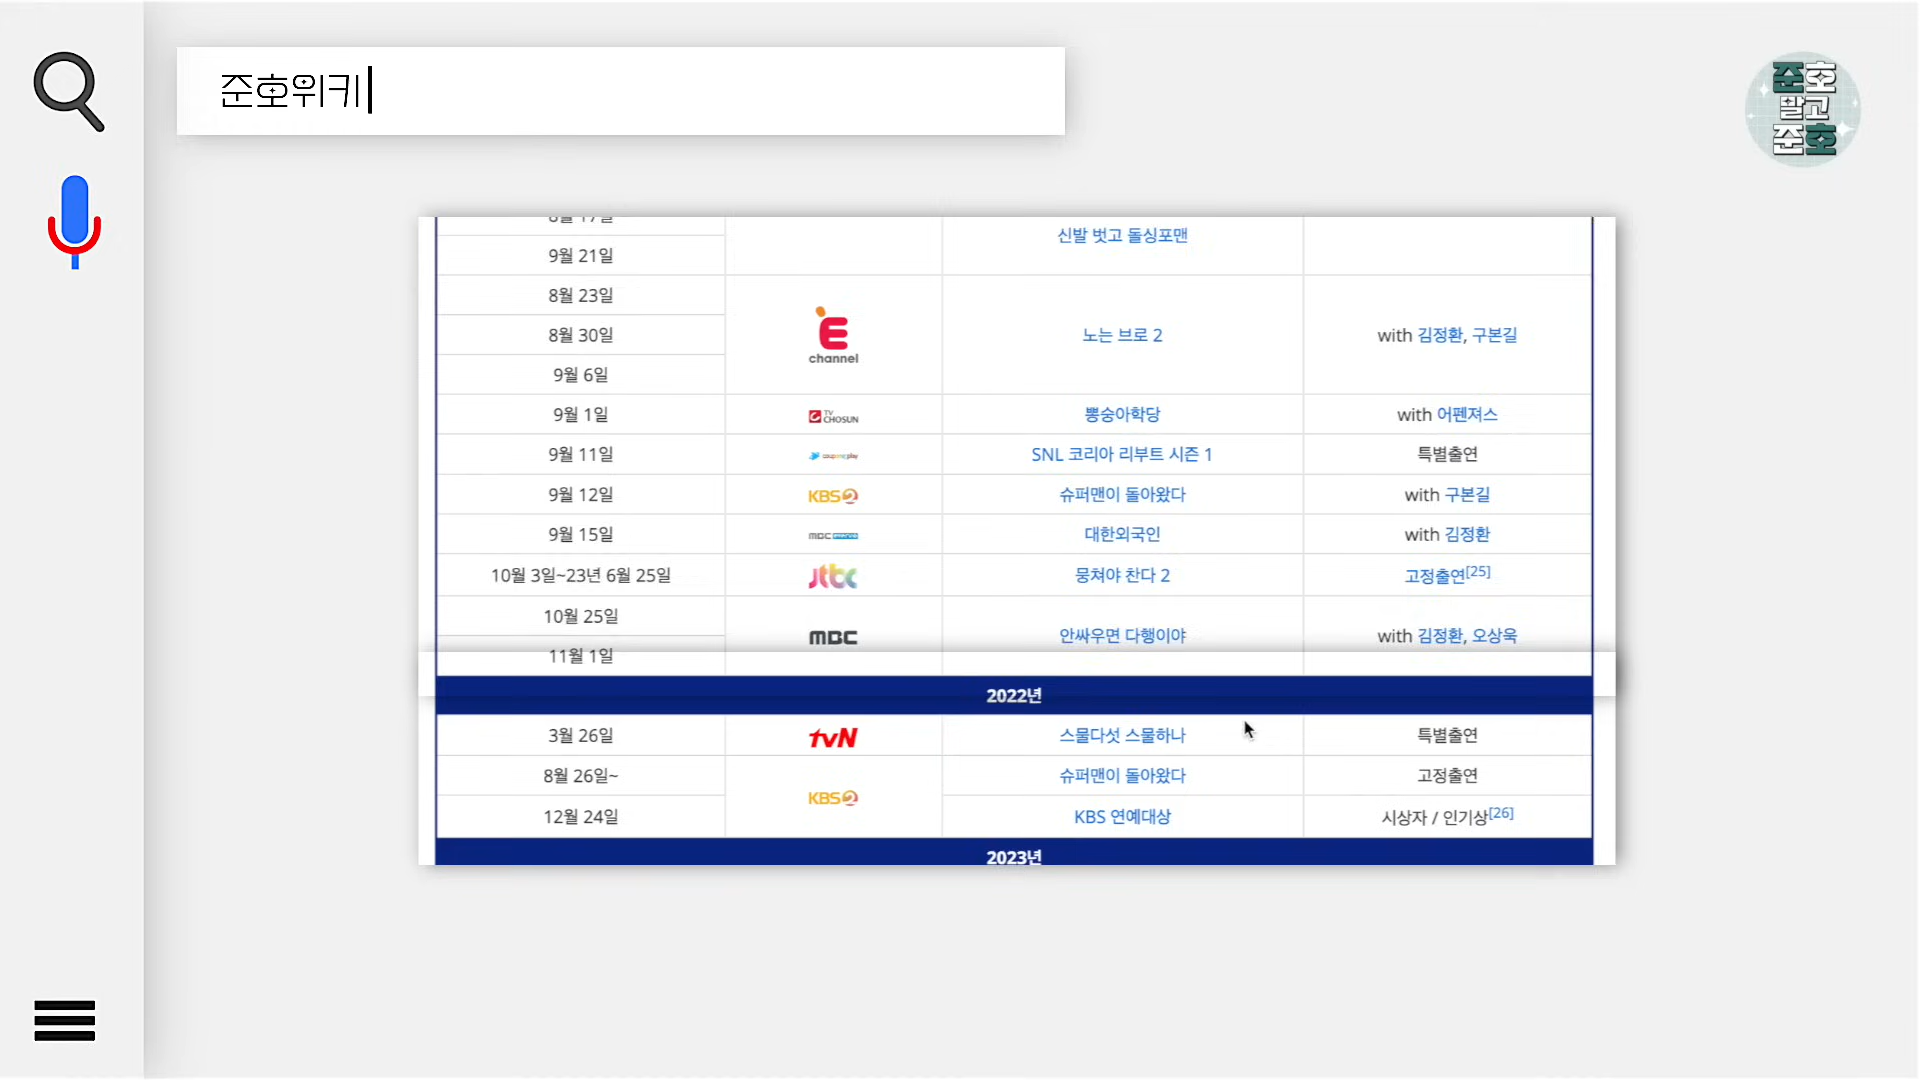 준호위키
준호
말고
준호
8월 17일
신발 벗고 돌싱포맨
9월 21일
8월 23일
8월 30일
9월 6일
E
channel
노는 브로 2
with 김정환, 구본길
9월 1일
TV
CHOSUN
뽕숭아학당
with 어펜져스
9월 11일
coupang play
SNL 코리아 리부트 시즌 1
특별출연
9월 12일
KBS2
슈퍼맨이 돌아왔다
with 구본길
9월 15일
MBC
대한외국인
with 김정환
10월 3일~23년 6월 25일
Jtbc
뭉쳐야 찬다 2
고정출연[25]
10월 25일
11월 1일
MBC
안싸우면 다행이야
with 김정환, 오상욱
2022년
3월 26일
tvN
스물다섯 스물하나
특별출연
8월 26일~
KBS2
슈퍼맨이 돌아왔다
고정출연
12월 24일
KBS 연예대상
시상자 / 인기상[26]
2023년